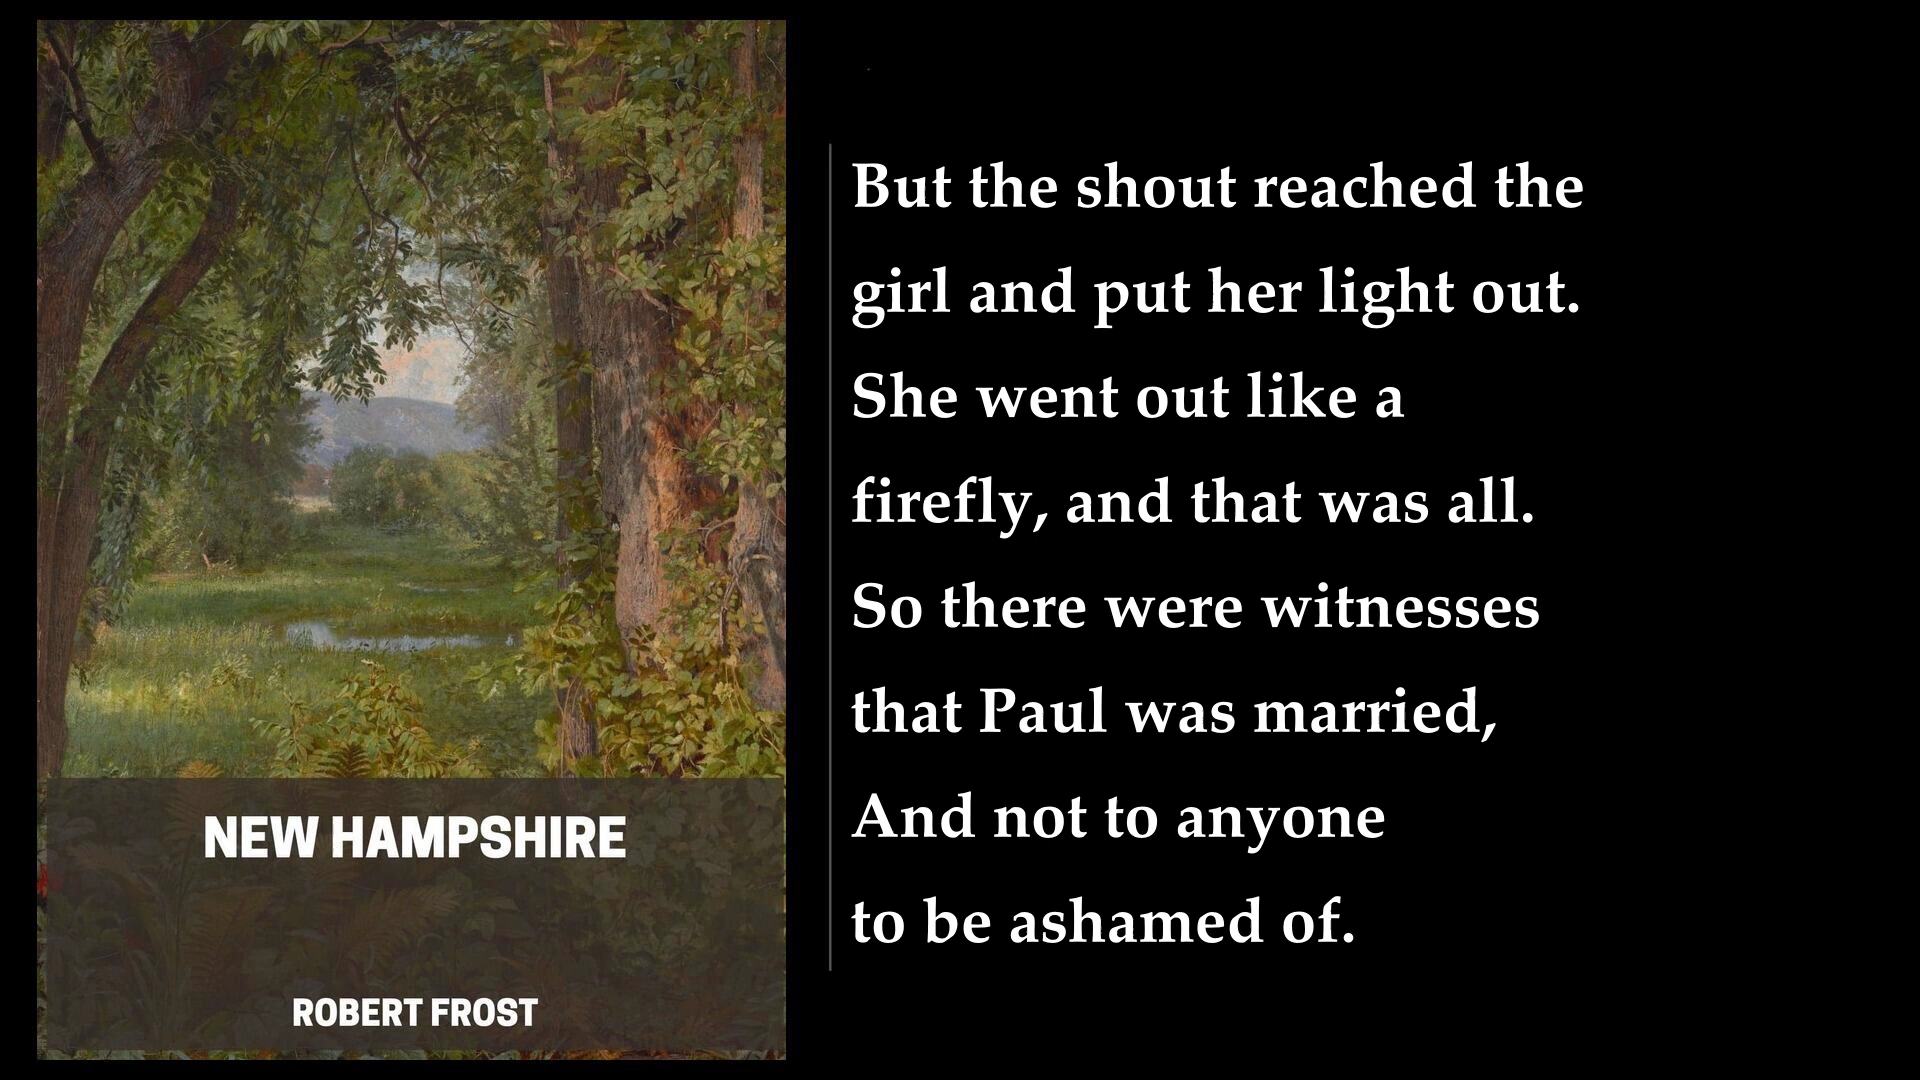 NEW HAMPSHIRE
ROBERT FROST
But the shout reached the
girl and put her light out.
She went out like a
firefly, and that was all.
So there were witnesses
that Paul was married,
And not to anyone
to be ashamed of.